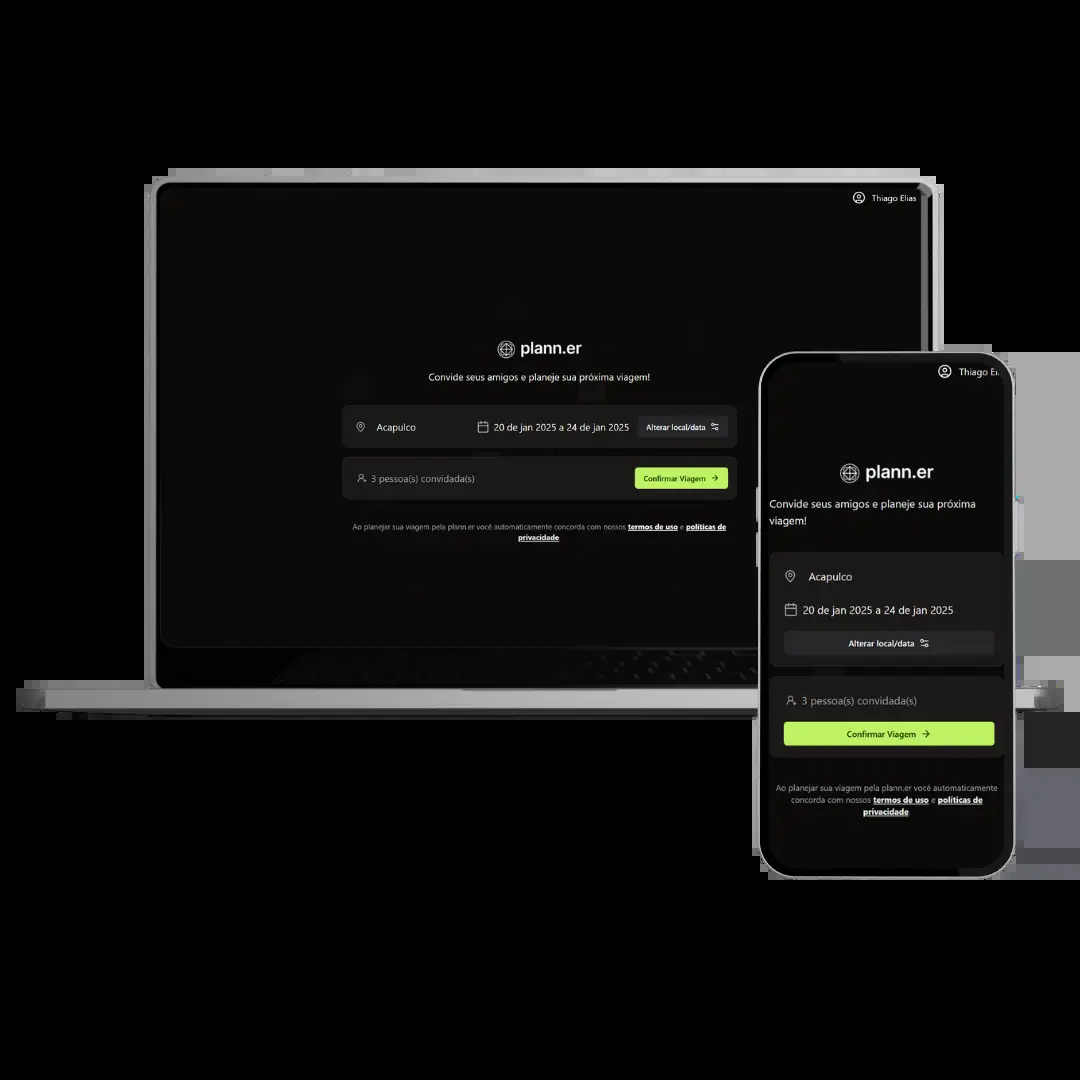 Thiago Elias
plann.er
Convide seus amigos e planeje sua próxima viagem!
Acapulco
20 de jan 2025 a 24 de jan 2025
Alterar local/data
3 pessoa(s) convidada(s)
Confirmar Viagem
Ao planejar sua viagem pela plann.er você automaticamente concorda com nossos termos de uso e políticas de
privacidade
Thiago Eli
plann.er
Convide seus amigos e planeje sua próxima
viagem!
Acapulco
20 de jan 2025 a 24 de jan 2025
Alterar local/data
3 pessoa(s) convidada(s)
Confirmar Viagem
Ao planejar sua viagem pela plann.er você automaticamente
concorda com nossos termos de uso e políticas de
privacidade